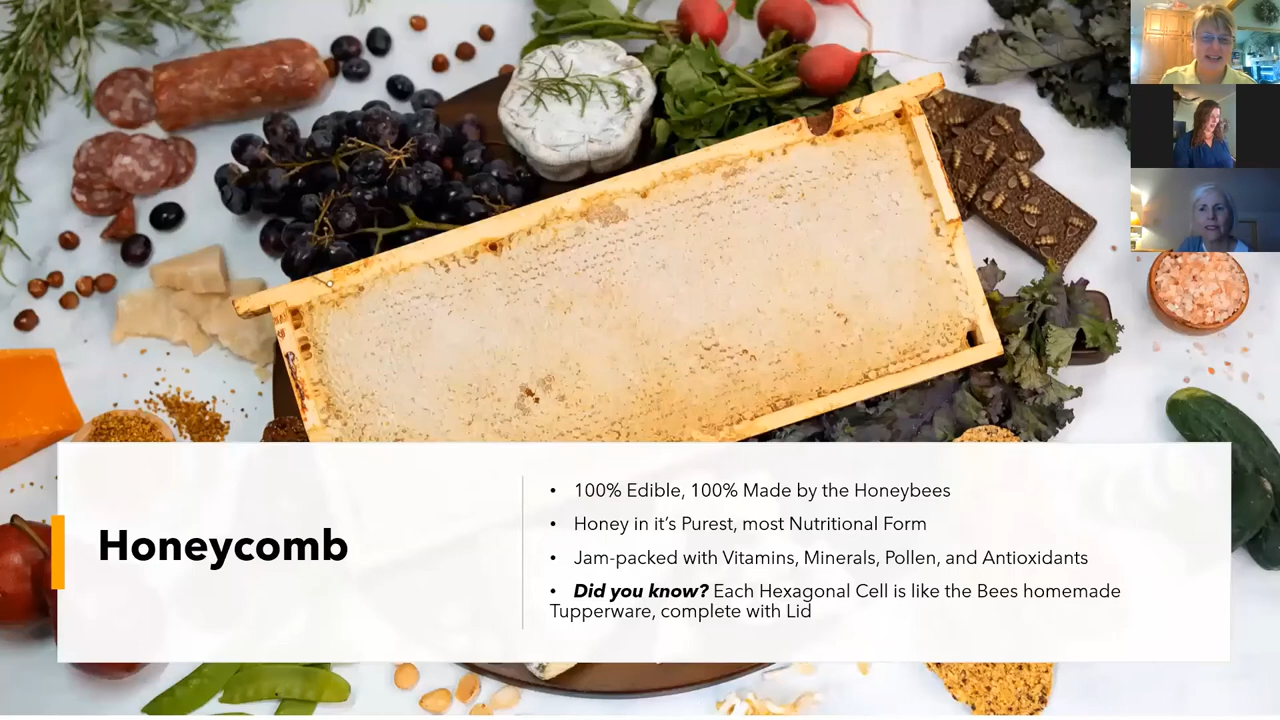 Honeycomb
• 100% Edible, 100% Made by the Honeybees
• Honey in it’s Purest, most Nutritional Form
• Jam-packed with Vitamins, Minerals, Pollen, and Antioxidants
• Did you know? Each Hexagonal Cell is like the Bees homemade
Tupperware, complete with Lid